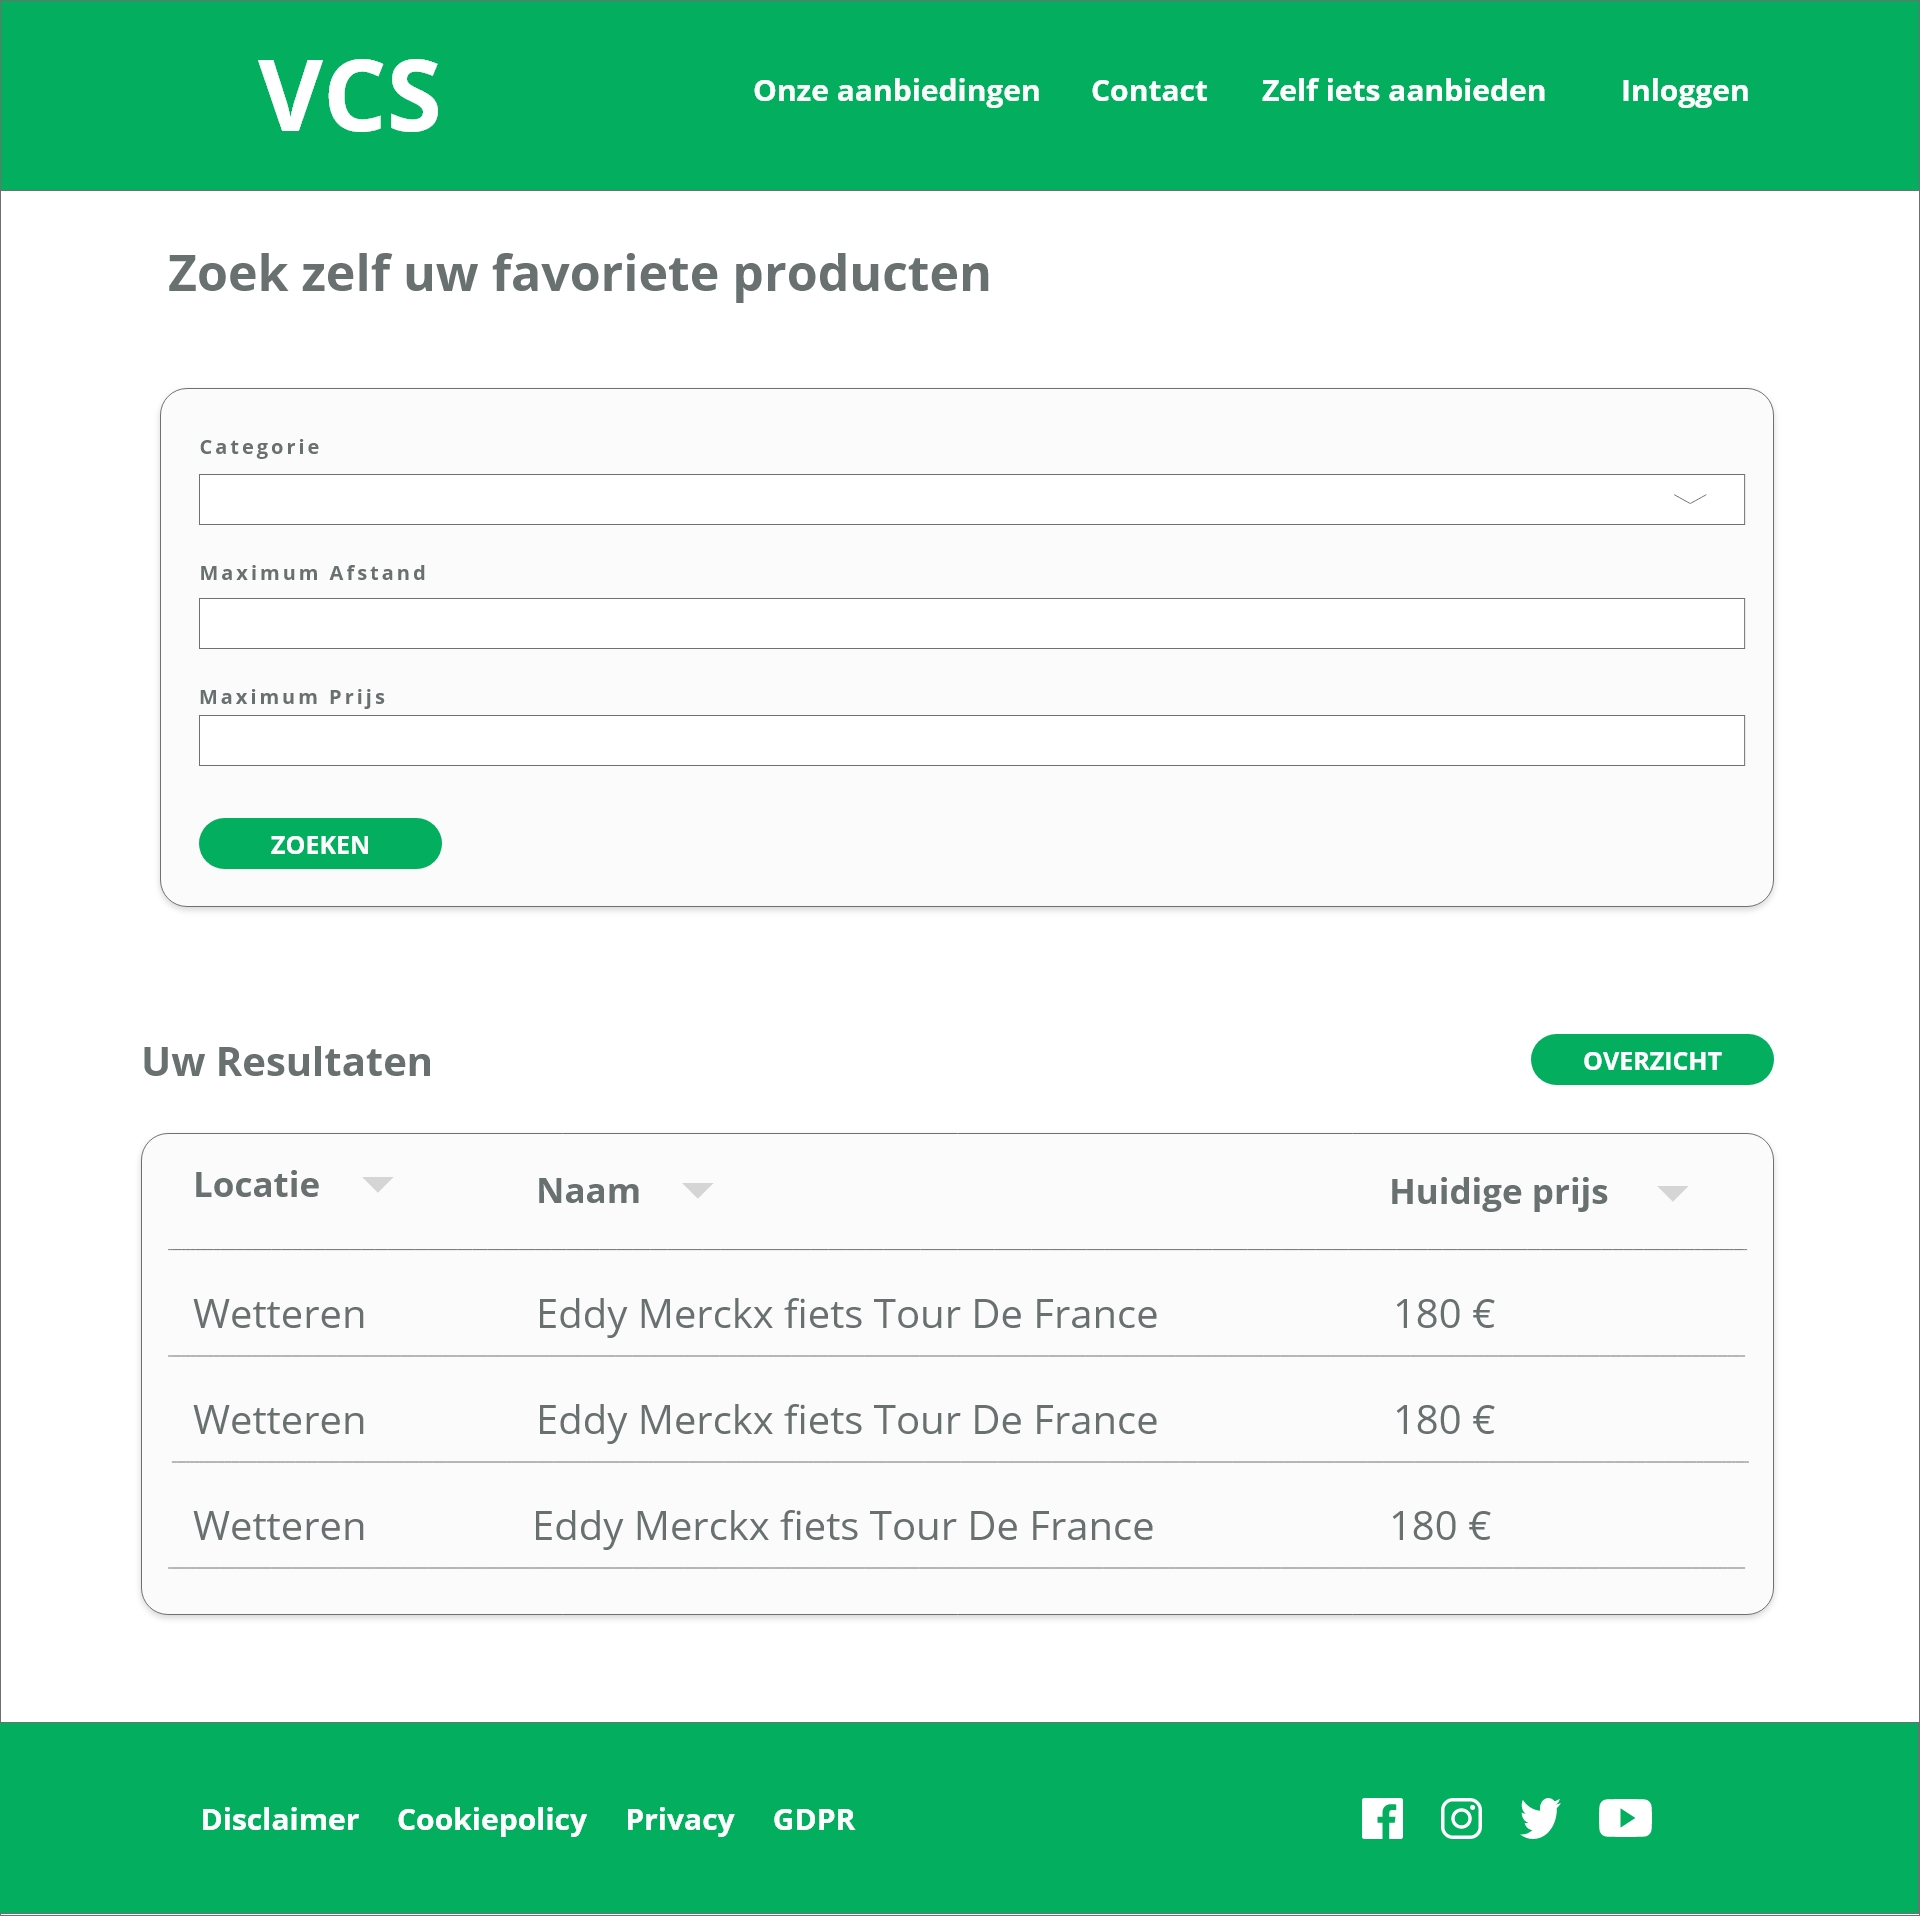 VCS
Onze aanbiedingen Contact Zelf iets aanbieden Inloggen
Zoek zelf uw favoriete producten
Categorie
Maximum Afstand
Maximum Prijs
ZOEKEN
Uw Resultaten
OVERZICHT
Locatie Naam Huidige prijs
Wetteren Eddy Merckx fiets Tour De France 180 €
Wetteren Eddy Merckx fiets Tour De France 180 €
Wetteren Eddy Merckx fiets Tour De France 180 €
Disclaimer Cookiepolicy Privacy GDPR